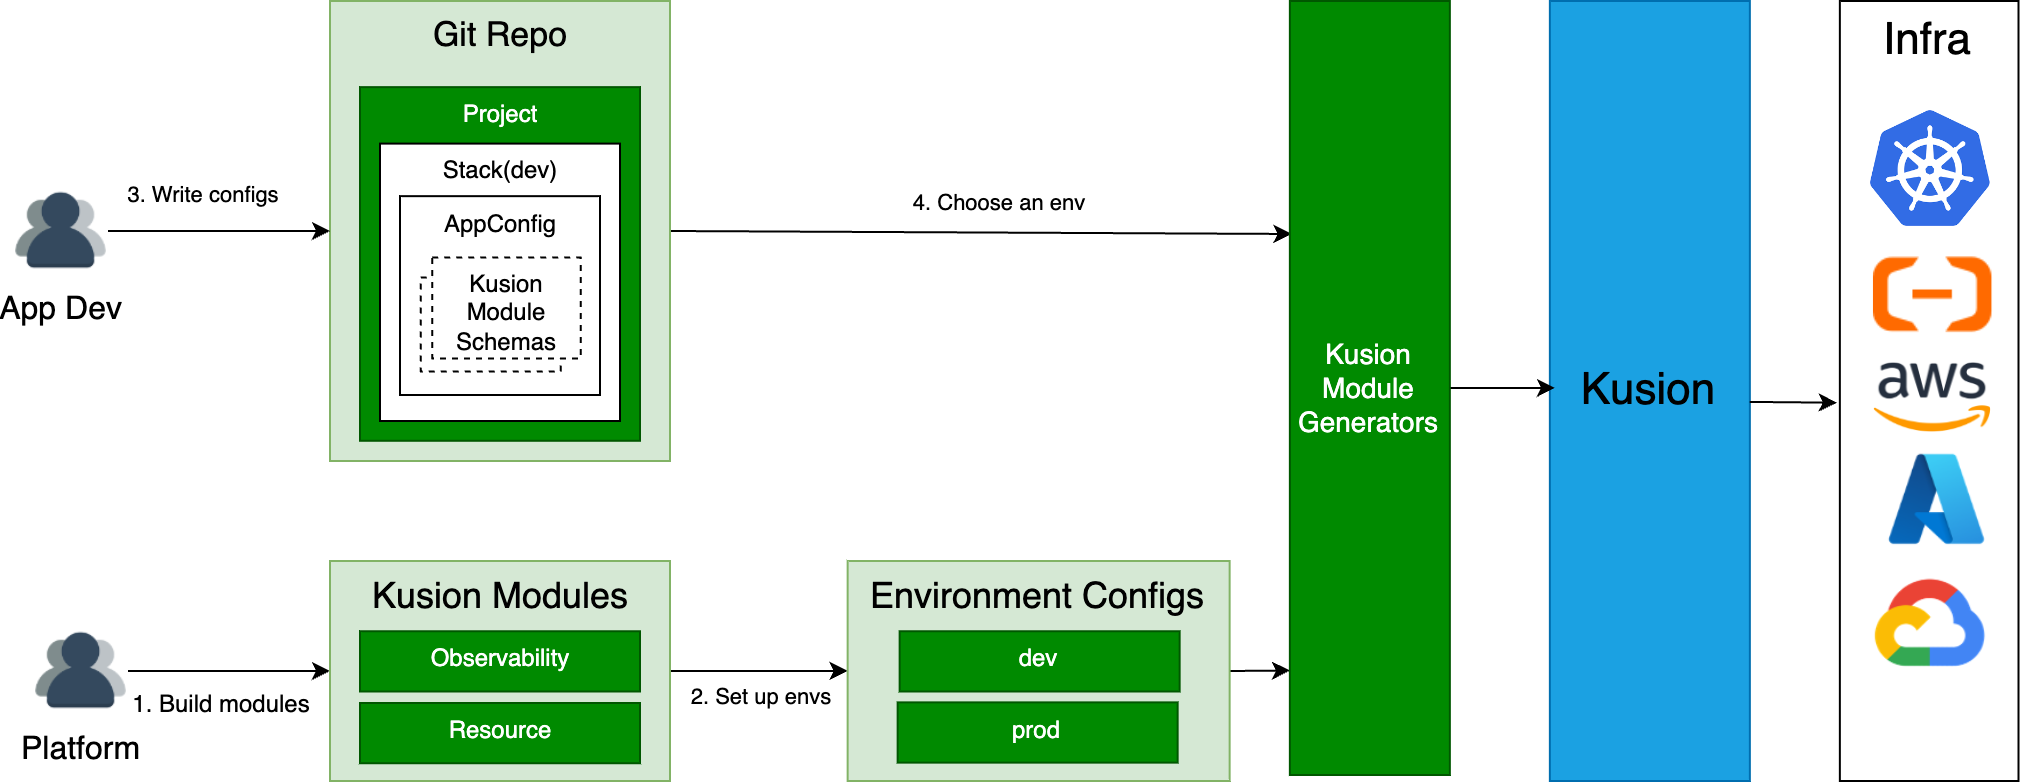 Git Repo
Project
Stack(dev)
AppConfig
Kusion
Module
Schemas
3. Write configs
App Dev
4. Choose an env
Kusion
Module
Generators
Kusion
Infra
aws
Kusion Modules
Observability
Resource
1. Build modules
Platform
2. Set up envs
Environment Configs
dev
prod